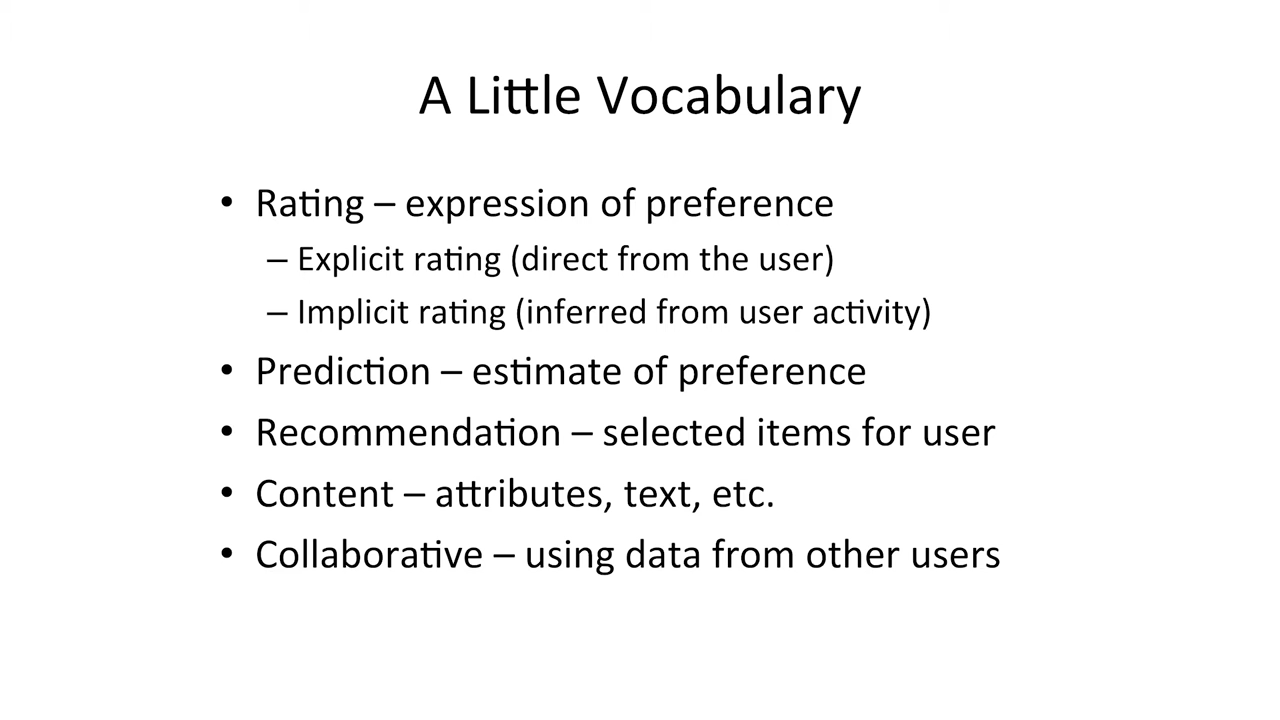 A Little Vocabulary
• Rating – expression of preference
– Explicit rating (direct from the user)
– Implicit rating (inferred from user activity)
• Prediction – estimate of preference
• Recommendation – selected items for user
• Content – attributes, text, etc.
• Collaborative – using data from other users